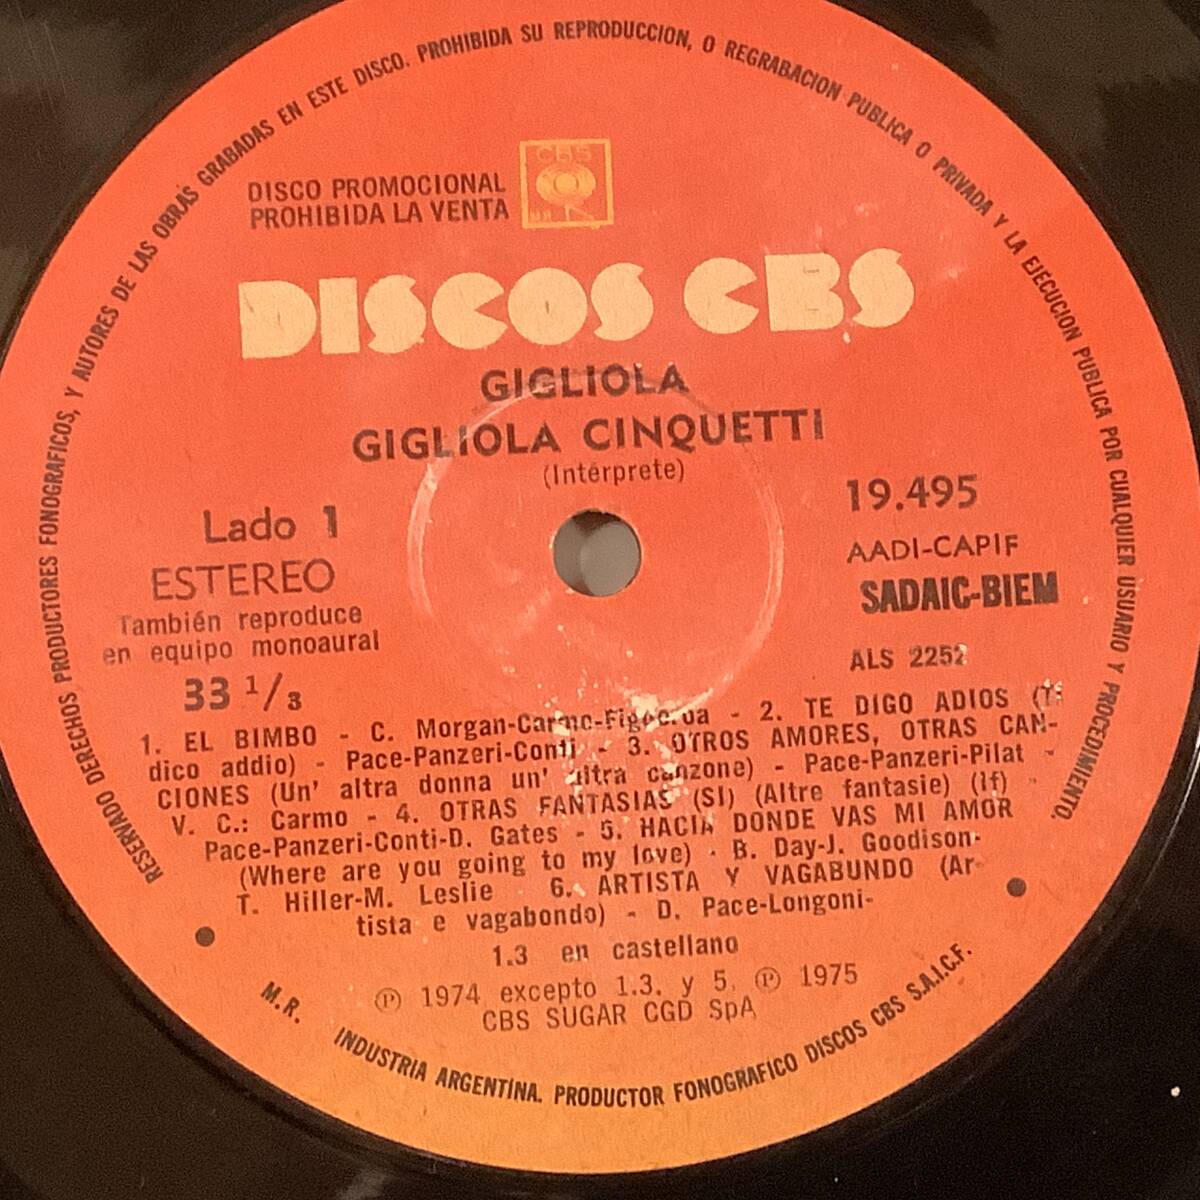 RESERVADO DERECHOS PRODUCTORES FONOGRAFICOS, Y AUTORES DE LAS OBRAS GRABADAS EN ESTE DISCO. PROHIBIDA SU REPRODUCCION, O REGRABACION PUBLICA O PRIVADA Y LA EJECUCION PUBLICA POR CUALQUIER USUARIO Y PROCEDIMIENTO.
CBS
DISCO PROMOCIONAL
PROHIBIDA LA VENTA
DISCOS CBS
GIGLIOLA
GIGLIOLA CINQUETTI
(Intérprete)
Lado 1
ESTEREO
También reproduce
en equipo monoaural
33 1/3
19.495
AADI-CAPIF
SADAIC-BIEM
ALS 2252
1. EL BIMBO - C. Morgan-Carmo-Figueroa - 2. TE DIGO ADIOS (Ti
dico addio) - Pace-Panzeri-Conti - 3. OTROS AMORES, OTRAS CAN-
CIONES (Un' altra donna un' altra canzone) - Pace-Panzeri-Pilat -
V. C.: Carmo - 4. OTRAS FANTASIAS (SI) (Altre fantasie) (If) -
Pace-Panzeri-Conti-D. Gates - 5. HACIA DONDE VAS MI AMOR
(Where are you going to my love) - B. Day-J. Goodison-
T. Hiller-M. Leslie - 6. ARTISTA Y VAGABUNDO (Ar-
tista e vagabondo) - D. Pace-Longoni-
1.3 en castellano
℗ 1974 excepto 1.3. y 5. ℗ 1975
CBS SUGAR CGD SpA
M.R. INDUSTRIA ARGENTINA. PRODUCTOR FONOGRAFICO DISCOS CBS S.A.I.C.F.